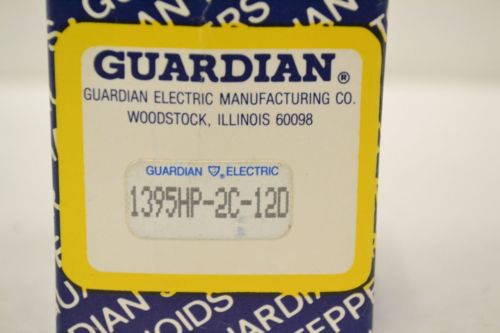 GUARDIAN®
GUARDIAN ELECTRIC MANUFACTURING CO.
WOODSTOCK, ILLINOIS 60098
GUARDIAN ® ELECTRIC
1395HP-2C-12D